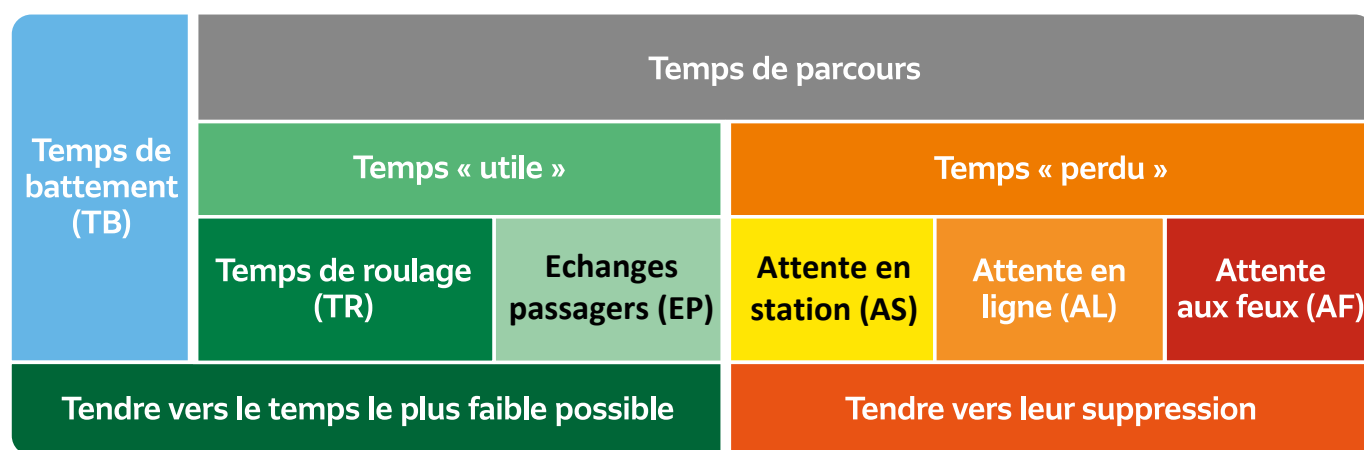 Temps de
battement
(TB)
Temps de parcours
Temps « utile »
Temps « perdu »
Temps de roulage
(TR)
Echanges
passagers (EP)
Attente en
station (AS)
Attente en
ligne (AL)
Attente
aux feux (AF)
Tendre vers le temps le plus faible possible
Tendre vers leur suppression